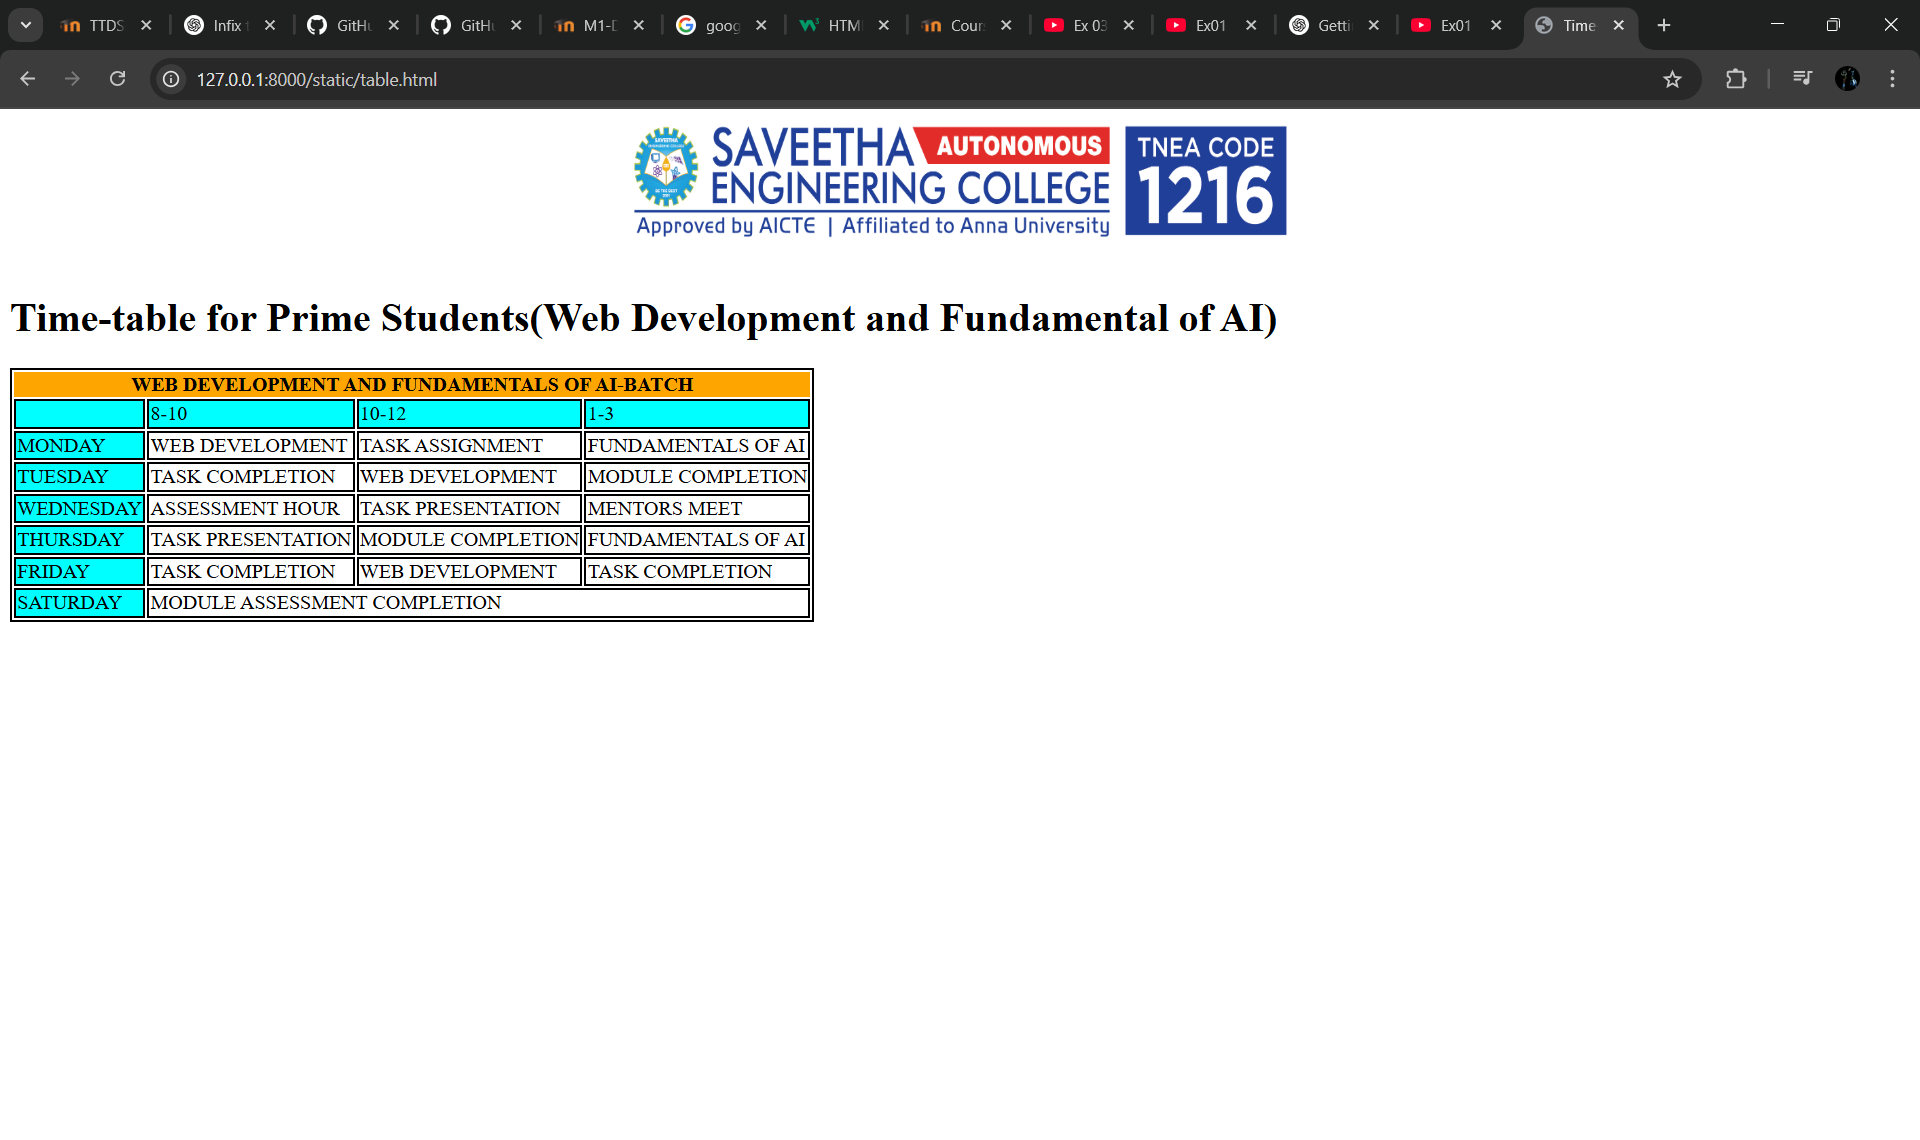 TTDS Infix GitHu GitHu M1-D goog HTM Cour Ex 03 Ex01 Getti Ex01 Time
127.0.0.1:8000/static/table.html
SAVEETHA AUTONOMOUS
ENGINEERING COLLEGE
Approved by AICTE | Affiliated to Anna University
TNEA CODE
1216
Time-table for Prime Students(Web Development and Fundamental of AI)
WEB DEVELOPMENT AND FUNDAMENTALS OF AI-BATCH
8-10 10-12 1-3
MONDAY WEB DEVELOPMENT TASK ASSIGNMENT FUNDAMENTALS OF AI
TUESDAY TASK COMPLETION WEB DEVELOPMENT MODULE COMPLETION
WEDNESDAY ASSESSMENT HOUR TASK PRESENTATION MENTORS MEET
THURSDAY TASK PRESENTATION MODULE COMPLETION FUNDAMENTALS OF AI
FRIDAY TASK COMPLETION WEB DEVELOPMENT TASK COMPLETION
SATURDAY MODULE ASSESSMENT COMPLETION